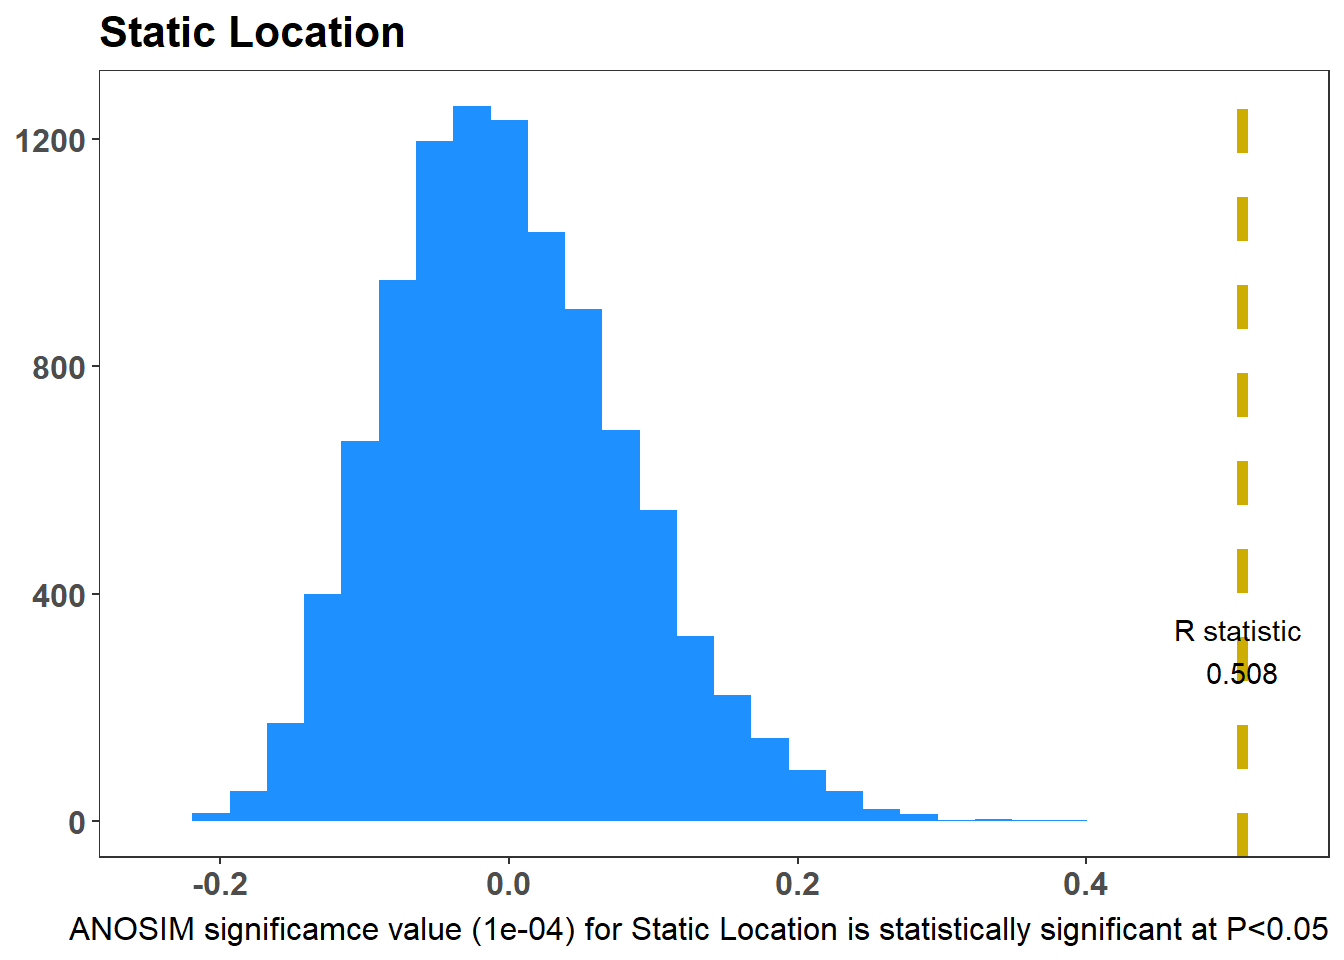 Static Location
1200
800
400
0
R statistic
0.508
-0.2 0.0 0.2 0.4
ANOSIM significamce value (1e-04) for Static Location is statistically significant at P<0.05